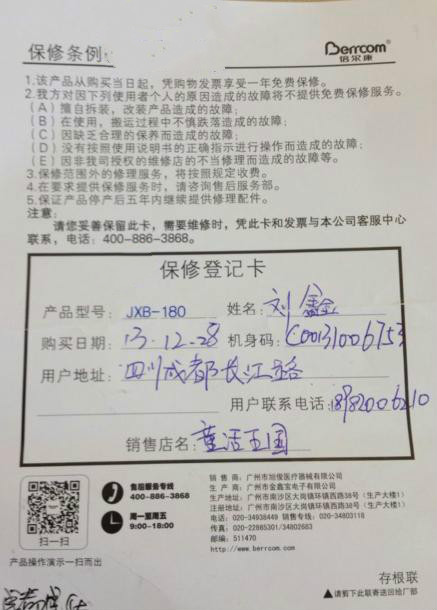 保修条例:
Berrcom®
倍尔康
1.该产品从购买当日起，凭购物发票享受一年免费保修。
2.我方对因下列使用者个人的原因造成的故障将不提供免费保修服务。
(A) 擅自拆装，改装产品造成的故障;
(B) 在使用，搬运过程中不慎跌落造成的故障;
(C) 因缺乏合理的保养而造成的故障;
(D) 没有按照使用说明书的正确指示进行操作而造成的故障;
(E) 因非我司授权的维修店的不当修理而造成的故障等。
3.保修范围外的修理服务，将按照规定收费。
4.在要求提供保修服务时，请咨询售后服务部。
5.保证产品停产后五年内继续提供修理配件。
注意:
请您妥善保留此卡，需要维修时，凭此卡和发票与本公司客服中心
联系，电话：400-886-3868。
保修登记卡
产品型号: JXB-180 姓名: 刘鑫
购买日期: 13.12.28 机身码: C00131006753
用户地址: 四川成都长江路
用户联系电话: 18982006210
销售店名: 童话王国
售后服务专线
400-886-3868
周一至周五
9:00-18:00
扫一扫
产品操作演示一扫而出
销 售 商: 广州市旭俊医疗器械有限公司
生 产 商: 广州市金鑫宝电子有限公司
生产地址: 广州市南沙区大岗镇环镇西路38号 (生产大楼1)
注册地址: 广州市南沙区大岗镇环镇西路38号 (生产大楼1)
电话: 020-34938449 销售专线: 020-34803118
传真: 020-22865301/34802683
邮编: 511470
http://www.berrcom.com
存根联
▲请剪下此联寄送回给厂部